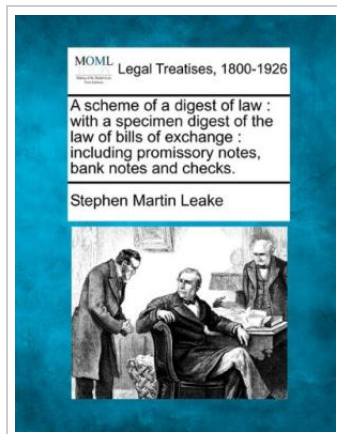 MOML
Legal Treatises, 1800-1926
A scheme of a digest of law :
with a specimen digest of the
law of bills of exchange :
including promissory notes,
bank notes and checks.
Stephen Martin Leake